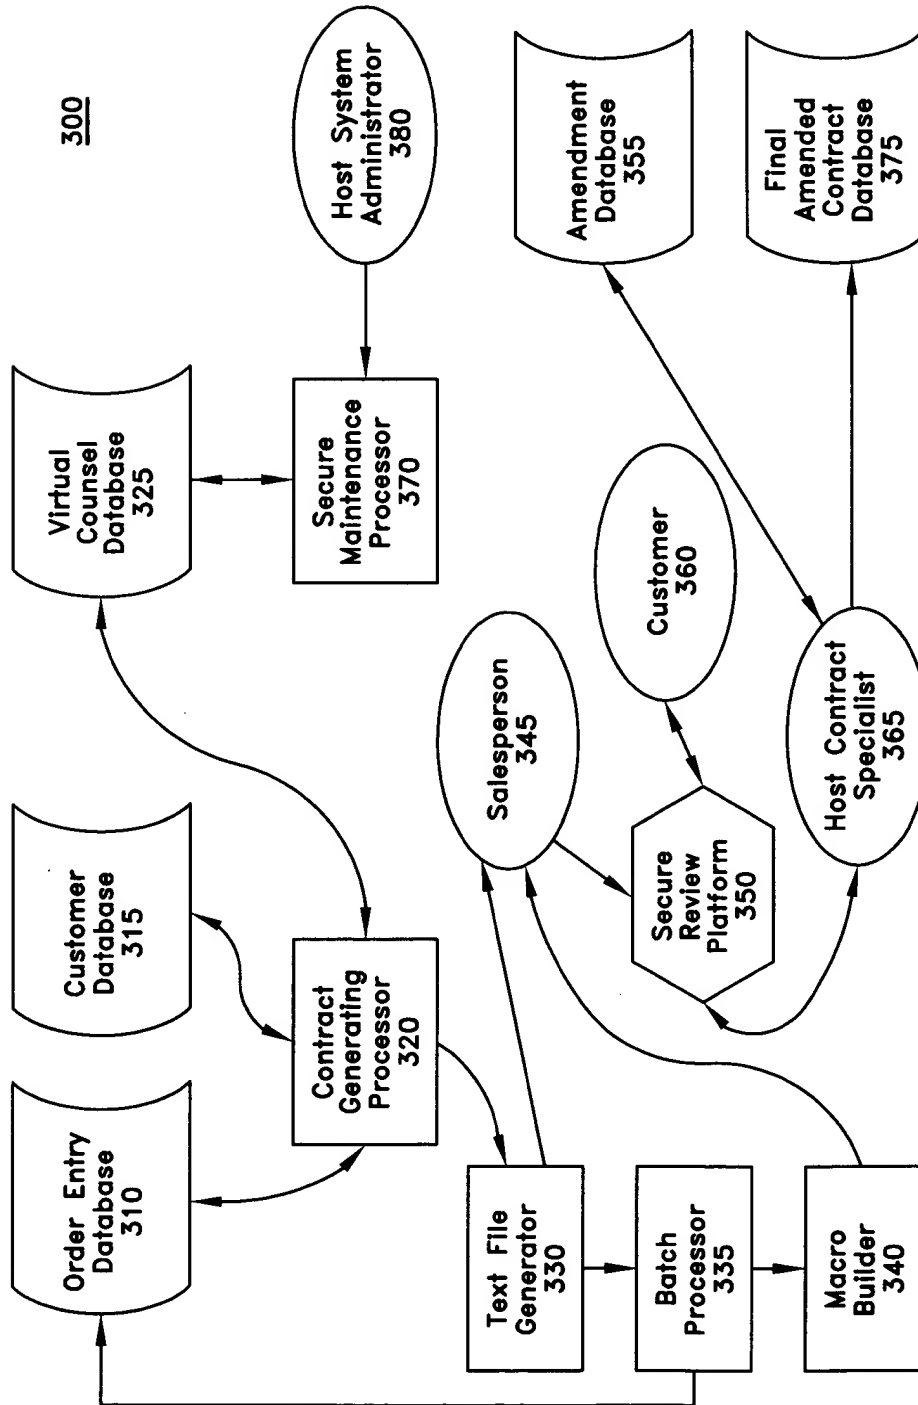 300
Order Entry
Database
310
Customer
Database
315
Virtual
Counsel
Database
325
Contract
Generating
Processor
320
Secure
Maintenance
Processor
370
Host System
Administrator
380
Text File
Generator
330
Salesperson
345
Amendment
Database
355
Batch
Processor
335
Secure
Review
Platform
350
Customer
360
Macro
Builder
340
Host Contract
Specialist
365
Final
Amended
Contract
Database
375